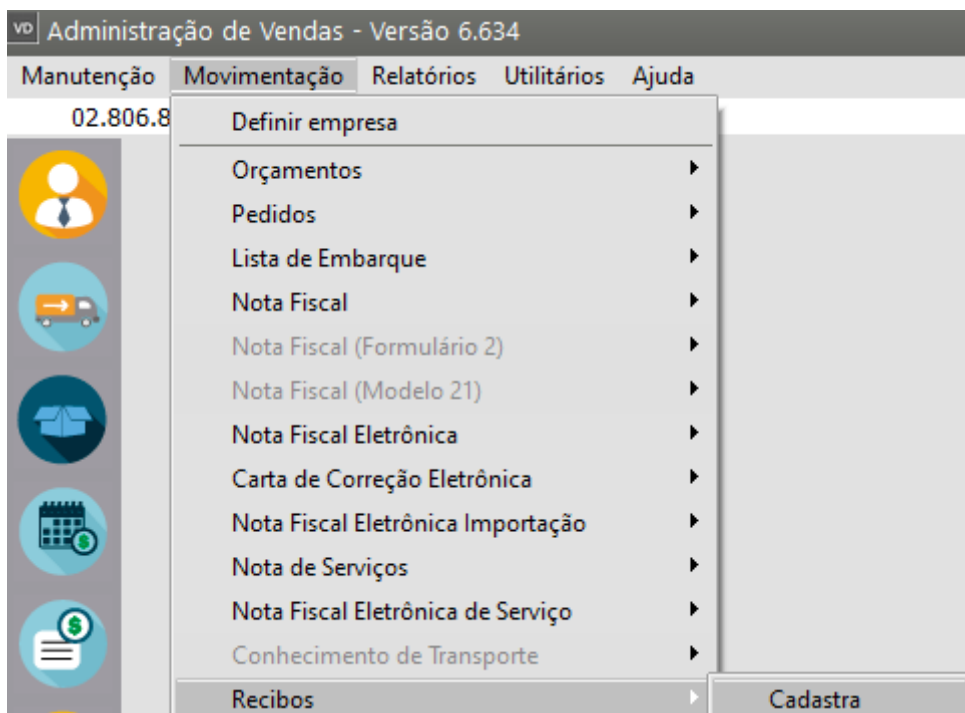 VD Administração de Vendas - Versão 6.634
Manutenção Movimentação Relatórios Utilitários Ajuda
02.806.8
Definir empresa
Orçamentos
Pedidos
Lista de Embarque
Nota Fiscal
Nota Fiscal (Formulário 2)
Nota Fiscal (Modelo 21)
Nota Fiscal Eletrônica
Carta de Correção Eletrônica
Nota Fiscal Eletrônica Importação
Nota de Serviços
Nota Fiscal Eletrônica de Serviço
Conhecimento de Transporte
Recibos Cadastra